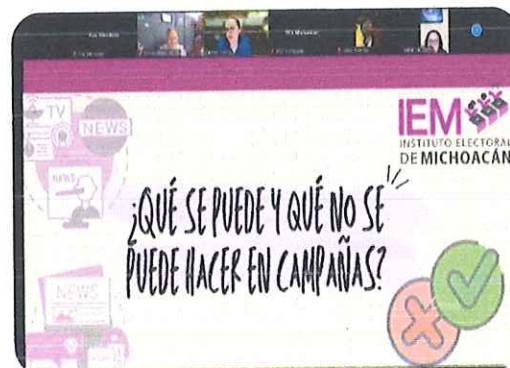 TV
NEWS
NEWS
NEWS
IEM
INSTITUTO ELECTORAL
DE MICHOACÁN
¿QUÉ SE PUEDE Y QUÉ NO SE
PUEDE HACER EN CAMPAÑAS?